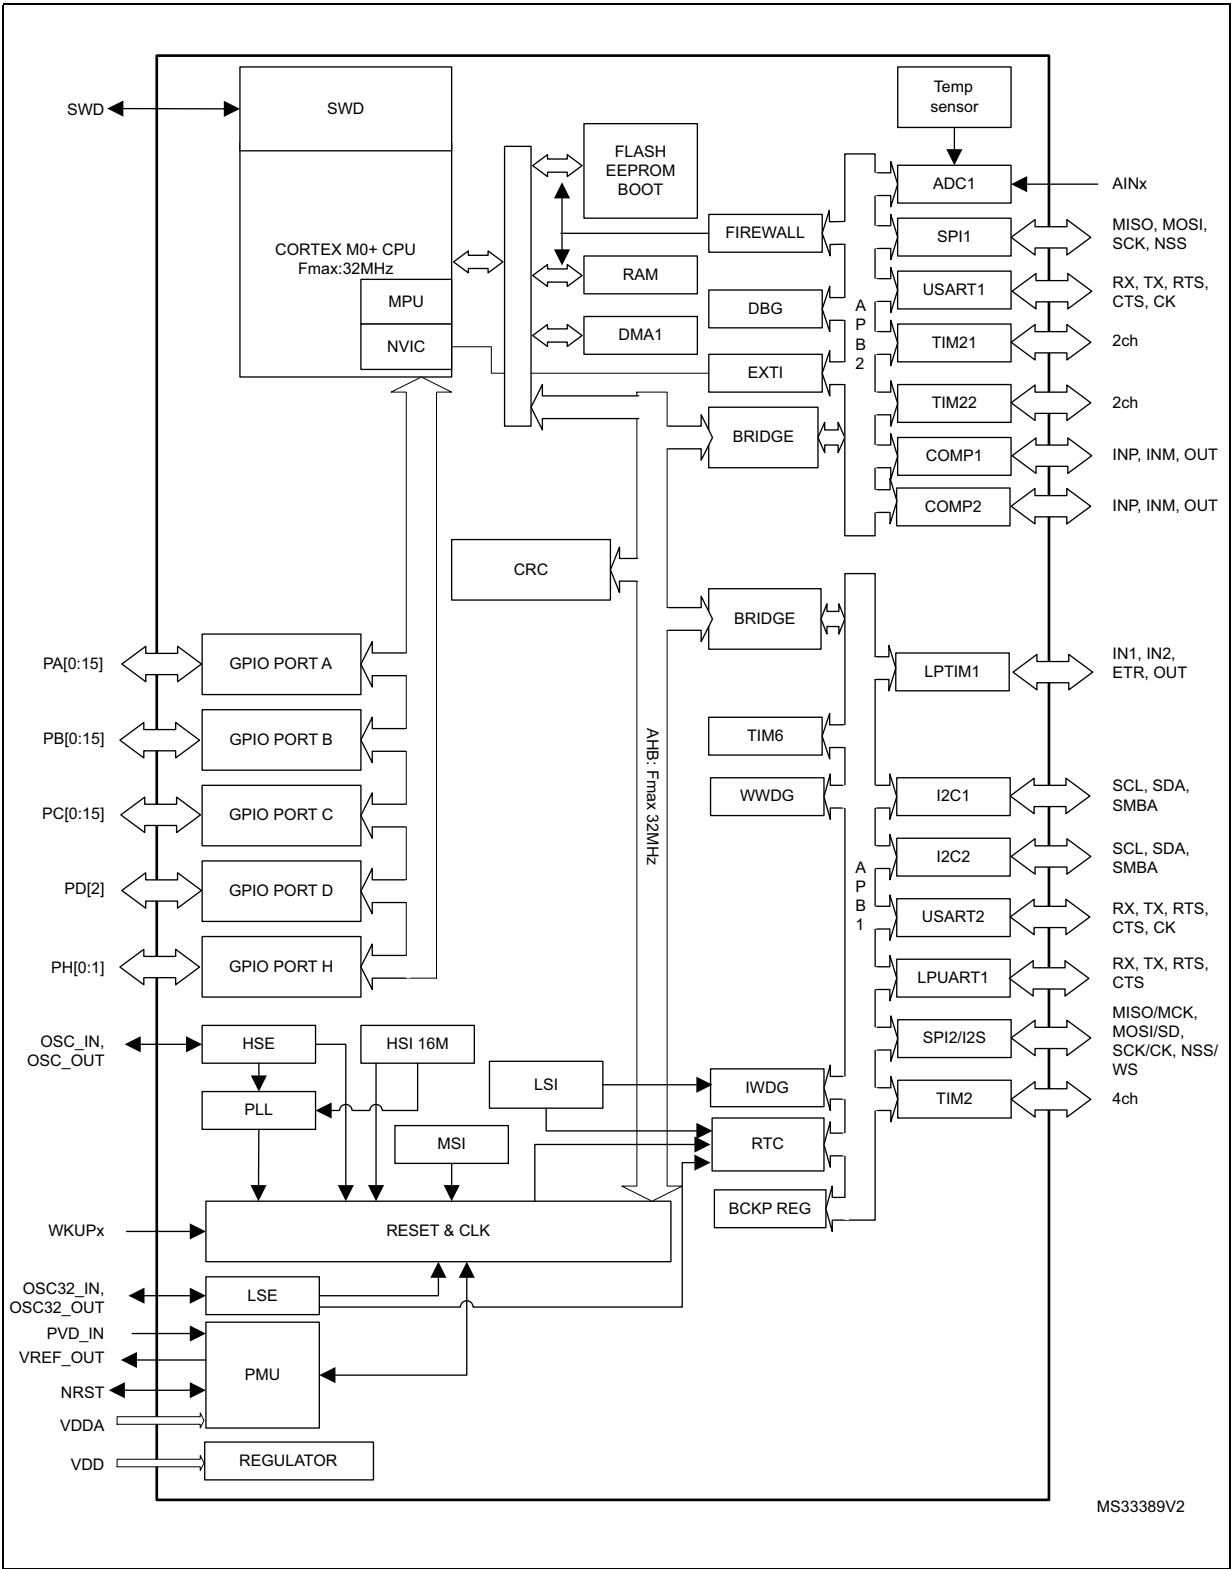 SWD
SWD
Temp
sensor
FLASH
EEPROM
BOOT
ADC1
AINx
CORTEX M0+ CPU
Fmax:32MHz
FIREWALL
SPI1
MISO, MOSI,
SCK, NSS
RAM
MPU
DBG
USART1
RX, TX, RTS,
CTS, CK
NVIC
DMA1
A
P
B
2
TIM21
2ch
EXTI
TIM22
2ch
BRIDGE
COMP1
INP, INM, OUT
COMP2
INP, INM, OUT
CRC
BRIDGE
PA[0:15]
GPIO PORT A
LPTIM1
IN1, IN2,
ETR, OUT
PB[0:15]
GPIO PORT B
AHB: Fmax 32MHz
TIM6
PC[0:15]
GPIO PORT C
WWDG
I2C1
SCL, SDA,
SMBA
I2C2
SCL, SDA,
SMBA
PD[2]
GPIO PORT D
A
P
B
1
USART2
RX, TX, RTS,
CTS, CK
PH[0:1]
GPIO PORT H
LPUART1
RX, TX, RTS,
CTS
OSC_IN,
OSC_OUT
HSE
HSI 16M
SPI2/I2S
MISO/MCK,
MOSI/SD,
SCK/CK, NSS/
WS
LSI
IWDG
PLL
TIM2
4ch
MSI
RTC
BCKP REG
WKUPx
RESET & CLK
OSC32_IN,
OSC32_OUT
LSE
PVD_IN
VREF_OUT
PMU
NRST
VDDA
VDD
REGULATOR
MS33389V2